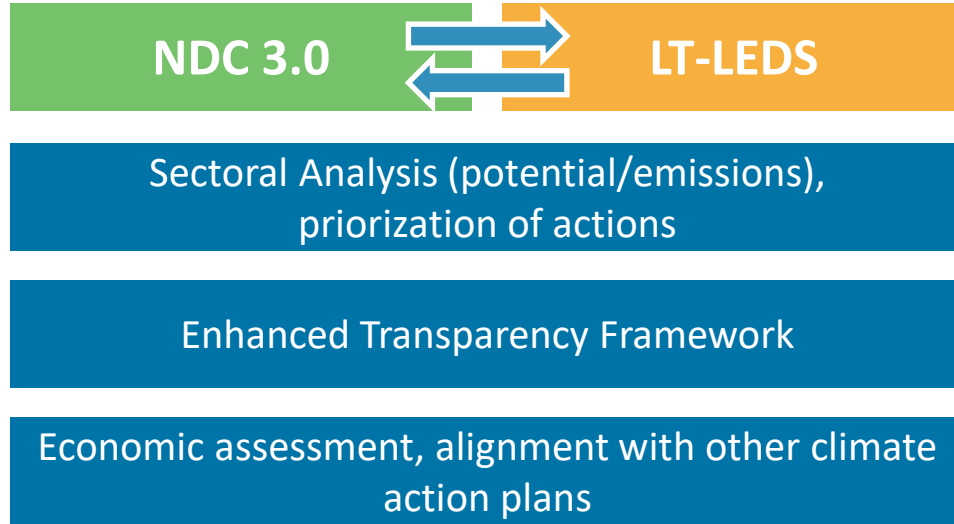 NDC 3.0
LT-LEDS
Sectoral Analysis (potential/emissions),
priorization of actions
Enhanced Transparency Framework
Economic assessment, alignment with other climate
action plans